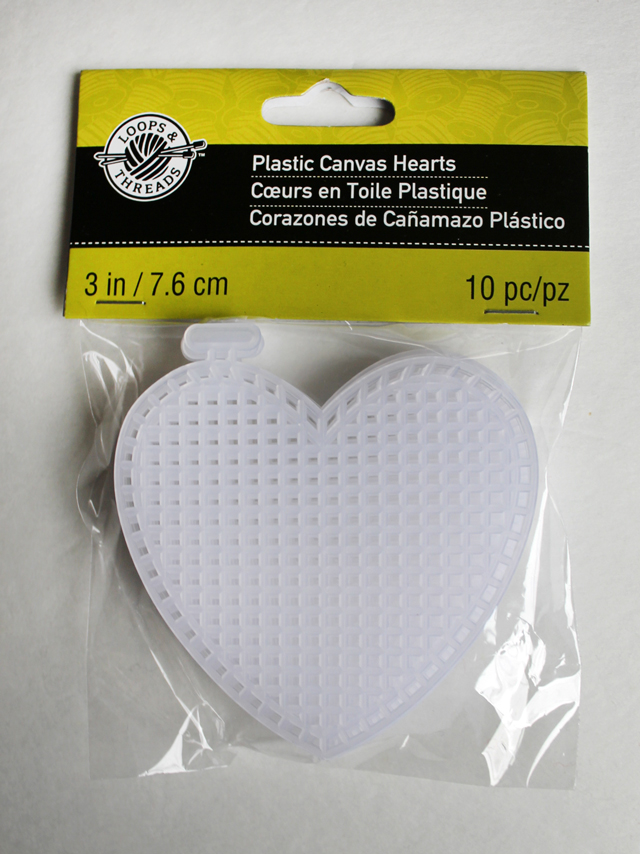 LOOPS &
THREADS™
Plastic Canvas Hearts
Cœurs en Toile Plastique
Corazones de Cañamazo Plástico
3 in / 7.6 cm
10 pc/pz